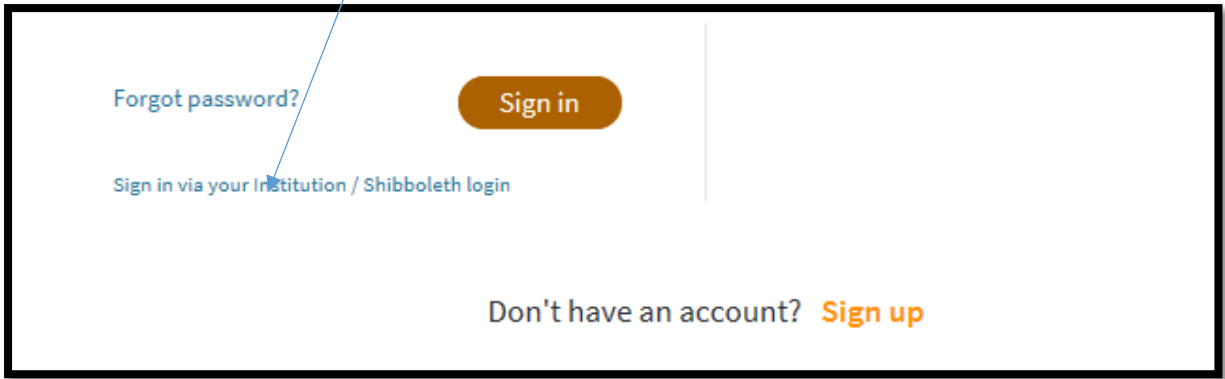 Forgot password? Sign in
Sign in via your Institution / Shibboleth login
Don't have an account? Sign up